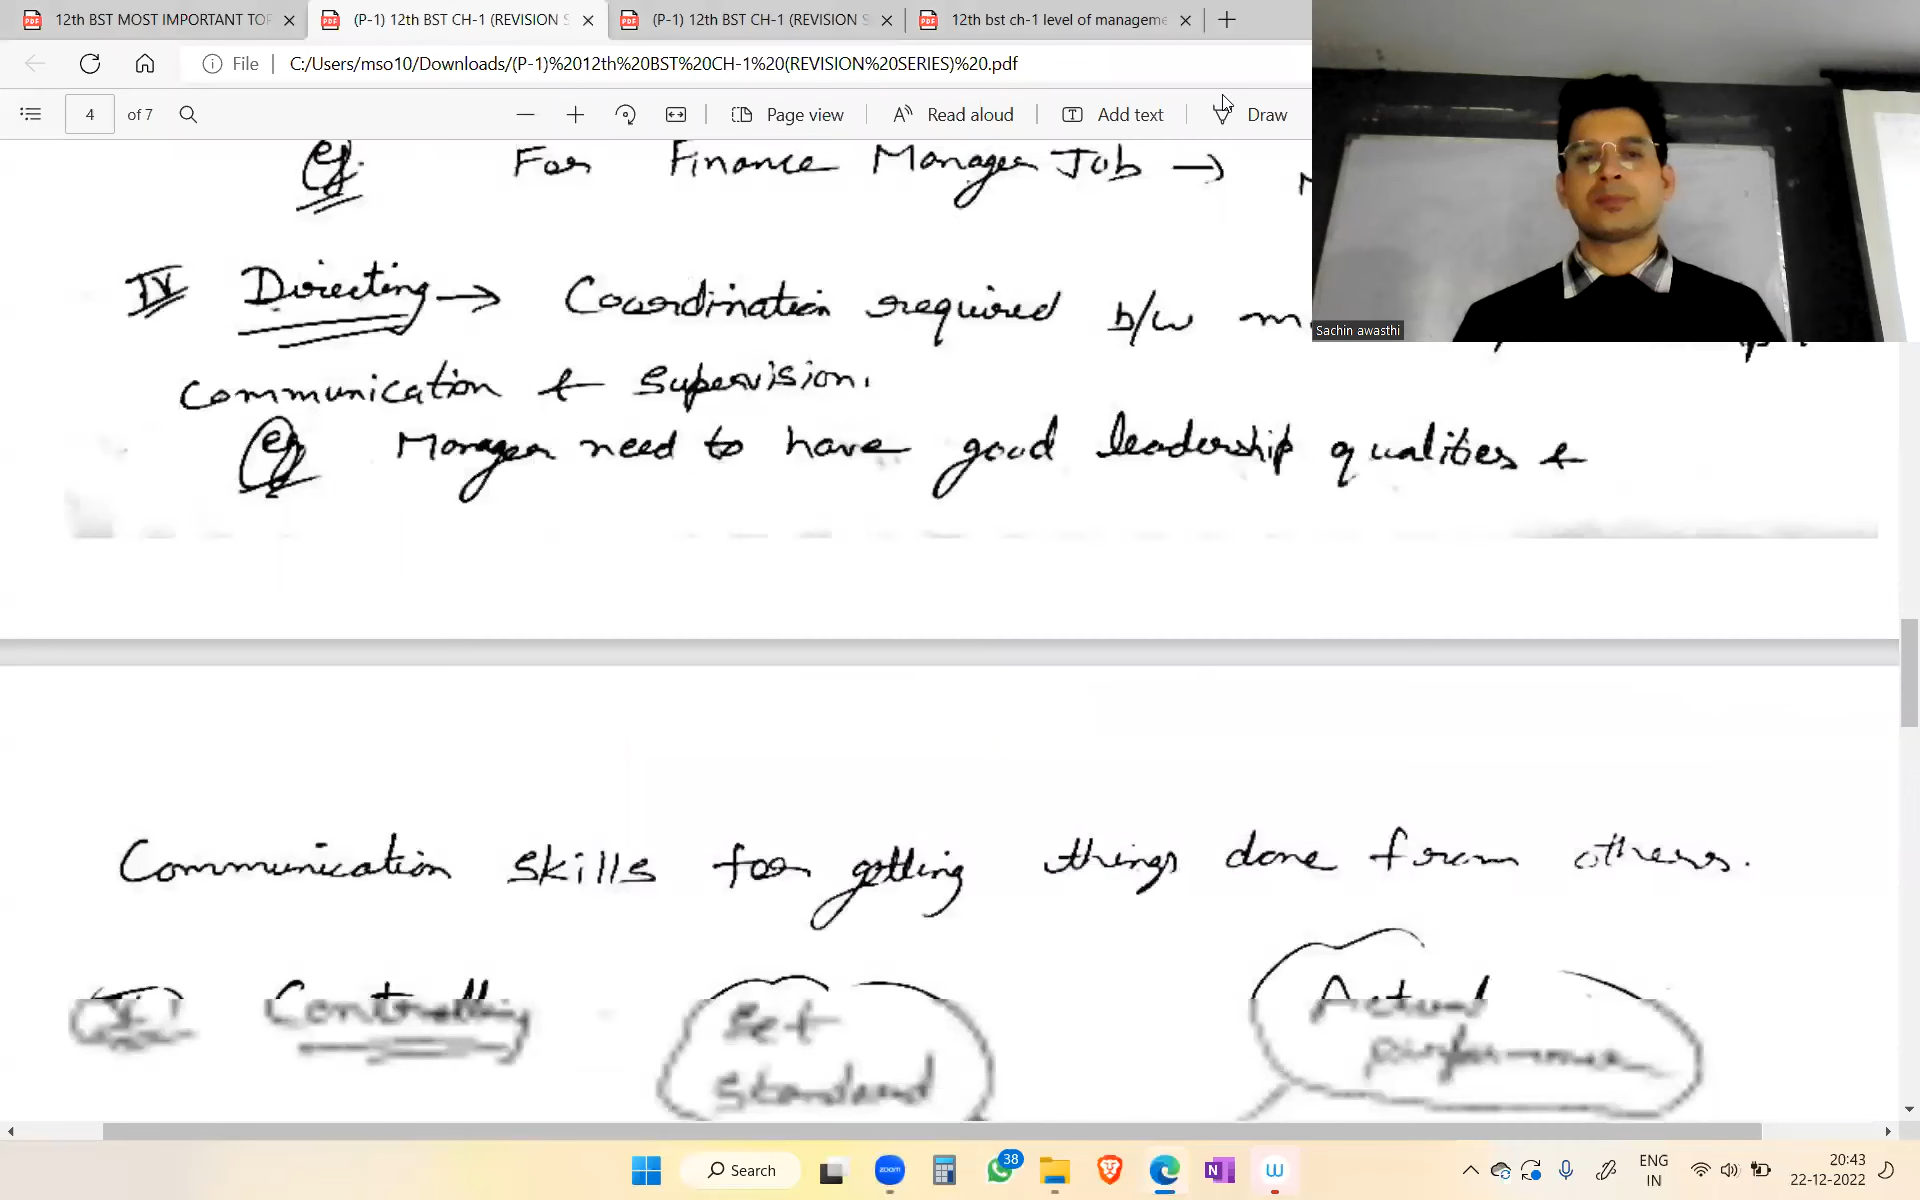 12th BST MOST IMPORTANT TOP
(P-1) 12th BST CH-1 (REVISION S
(P-1) 12th BST CH-1 (REVISION S
12th bst ch-1 level of manageme
File
C:/Users/mso10/Downloads/(P-1)%2012th%20BST%20CH-1%20(REVISION%20SERIES)%20.pdf
4 of 7
Page view
Read aloud
Add text
Draw
eg. For Finance Manager Job →
IV Directing → Coordination required b/w
communication & supervision.
eg Manager need to have good leadership qualities &
Sachin awasthi
Communication skills for getting things done from others.
V Controlling
Set standard
Actual performance
Search
zoom
38
ENG
IN
20:43
22-12-2022